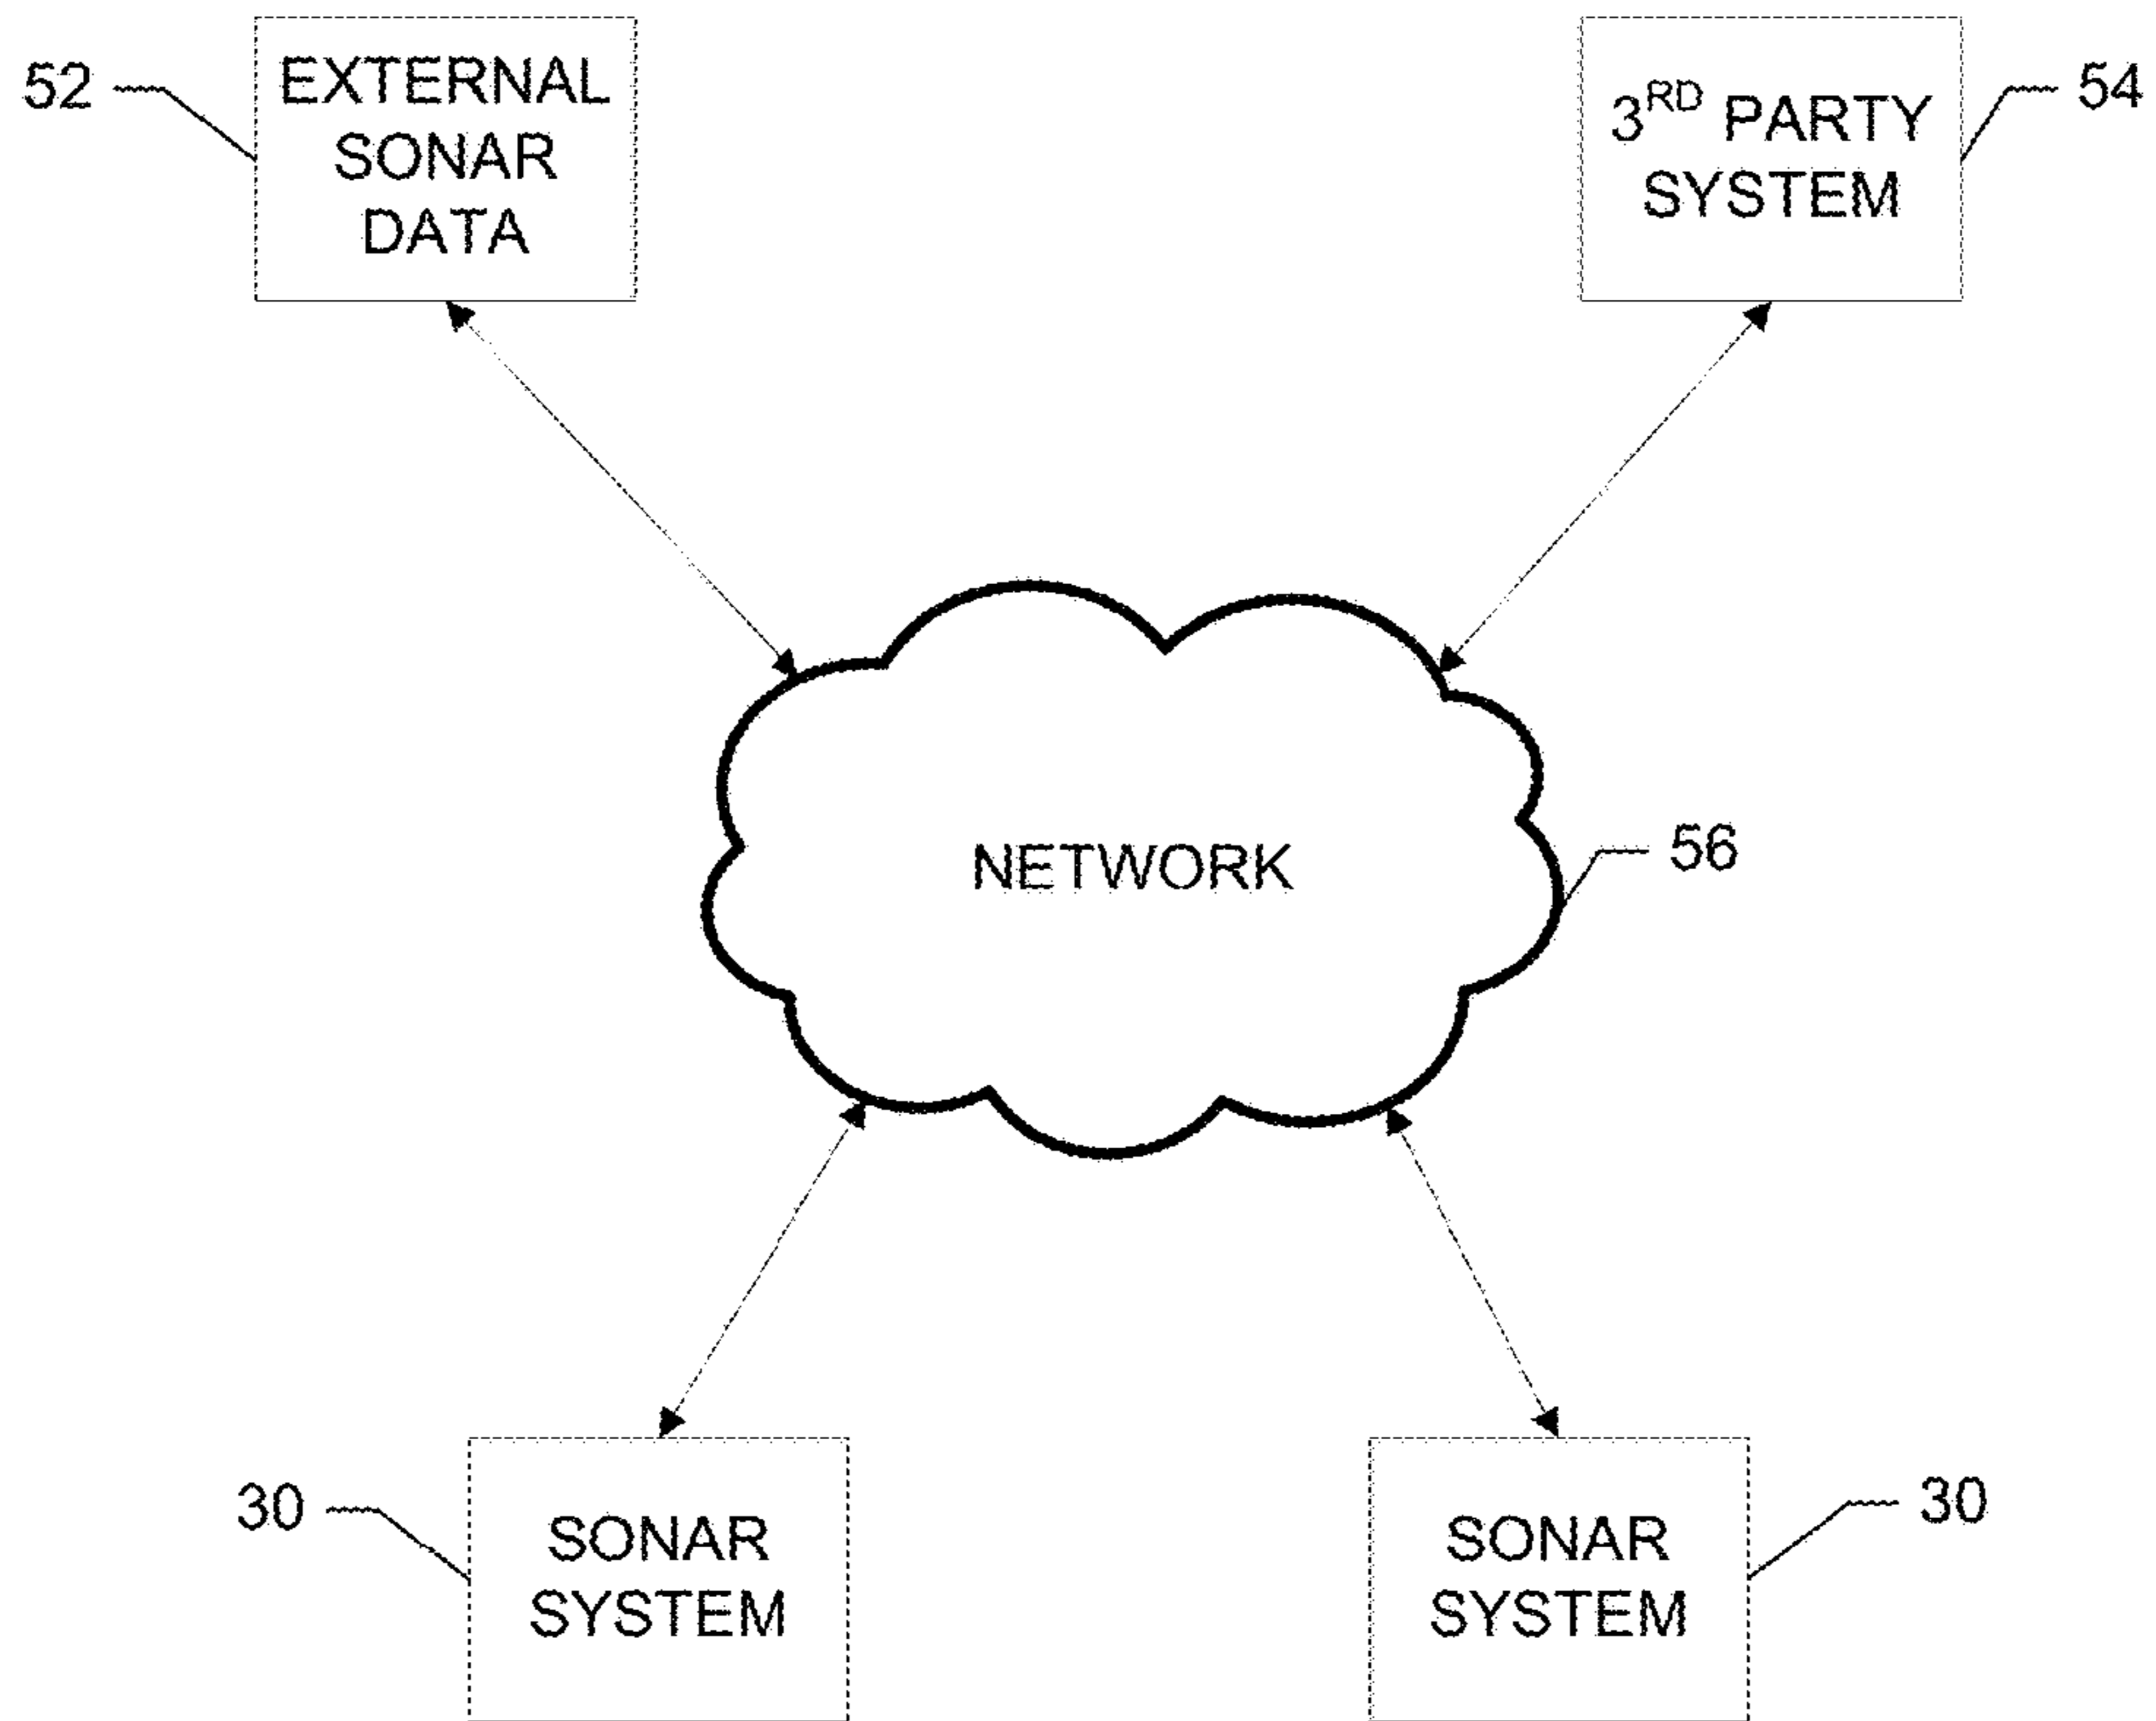 52
EXTERNAL
SONAR
DATA
3RD PARTY
SYSTEM
54
NETWORK
56
30
SONAR
SYSTEM
SONAR
SYSTEM
30